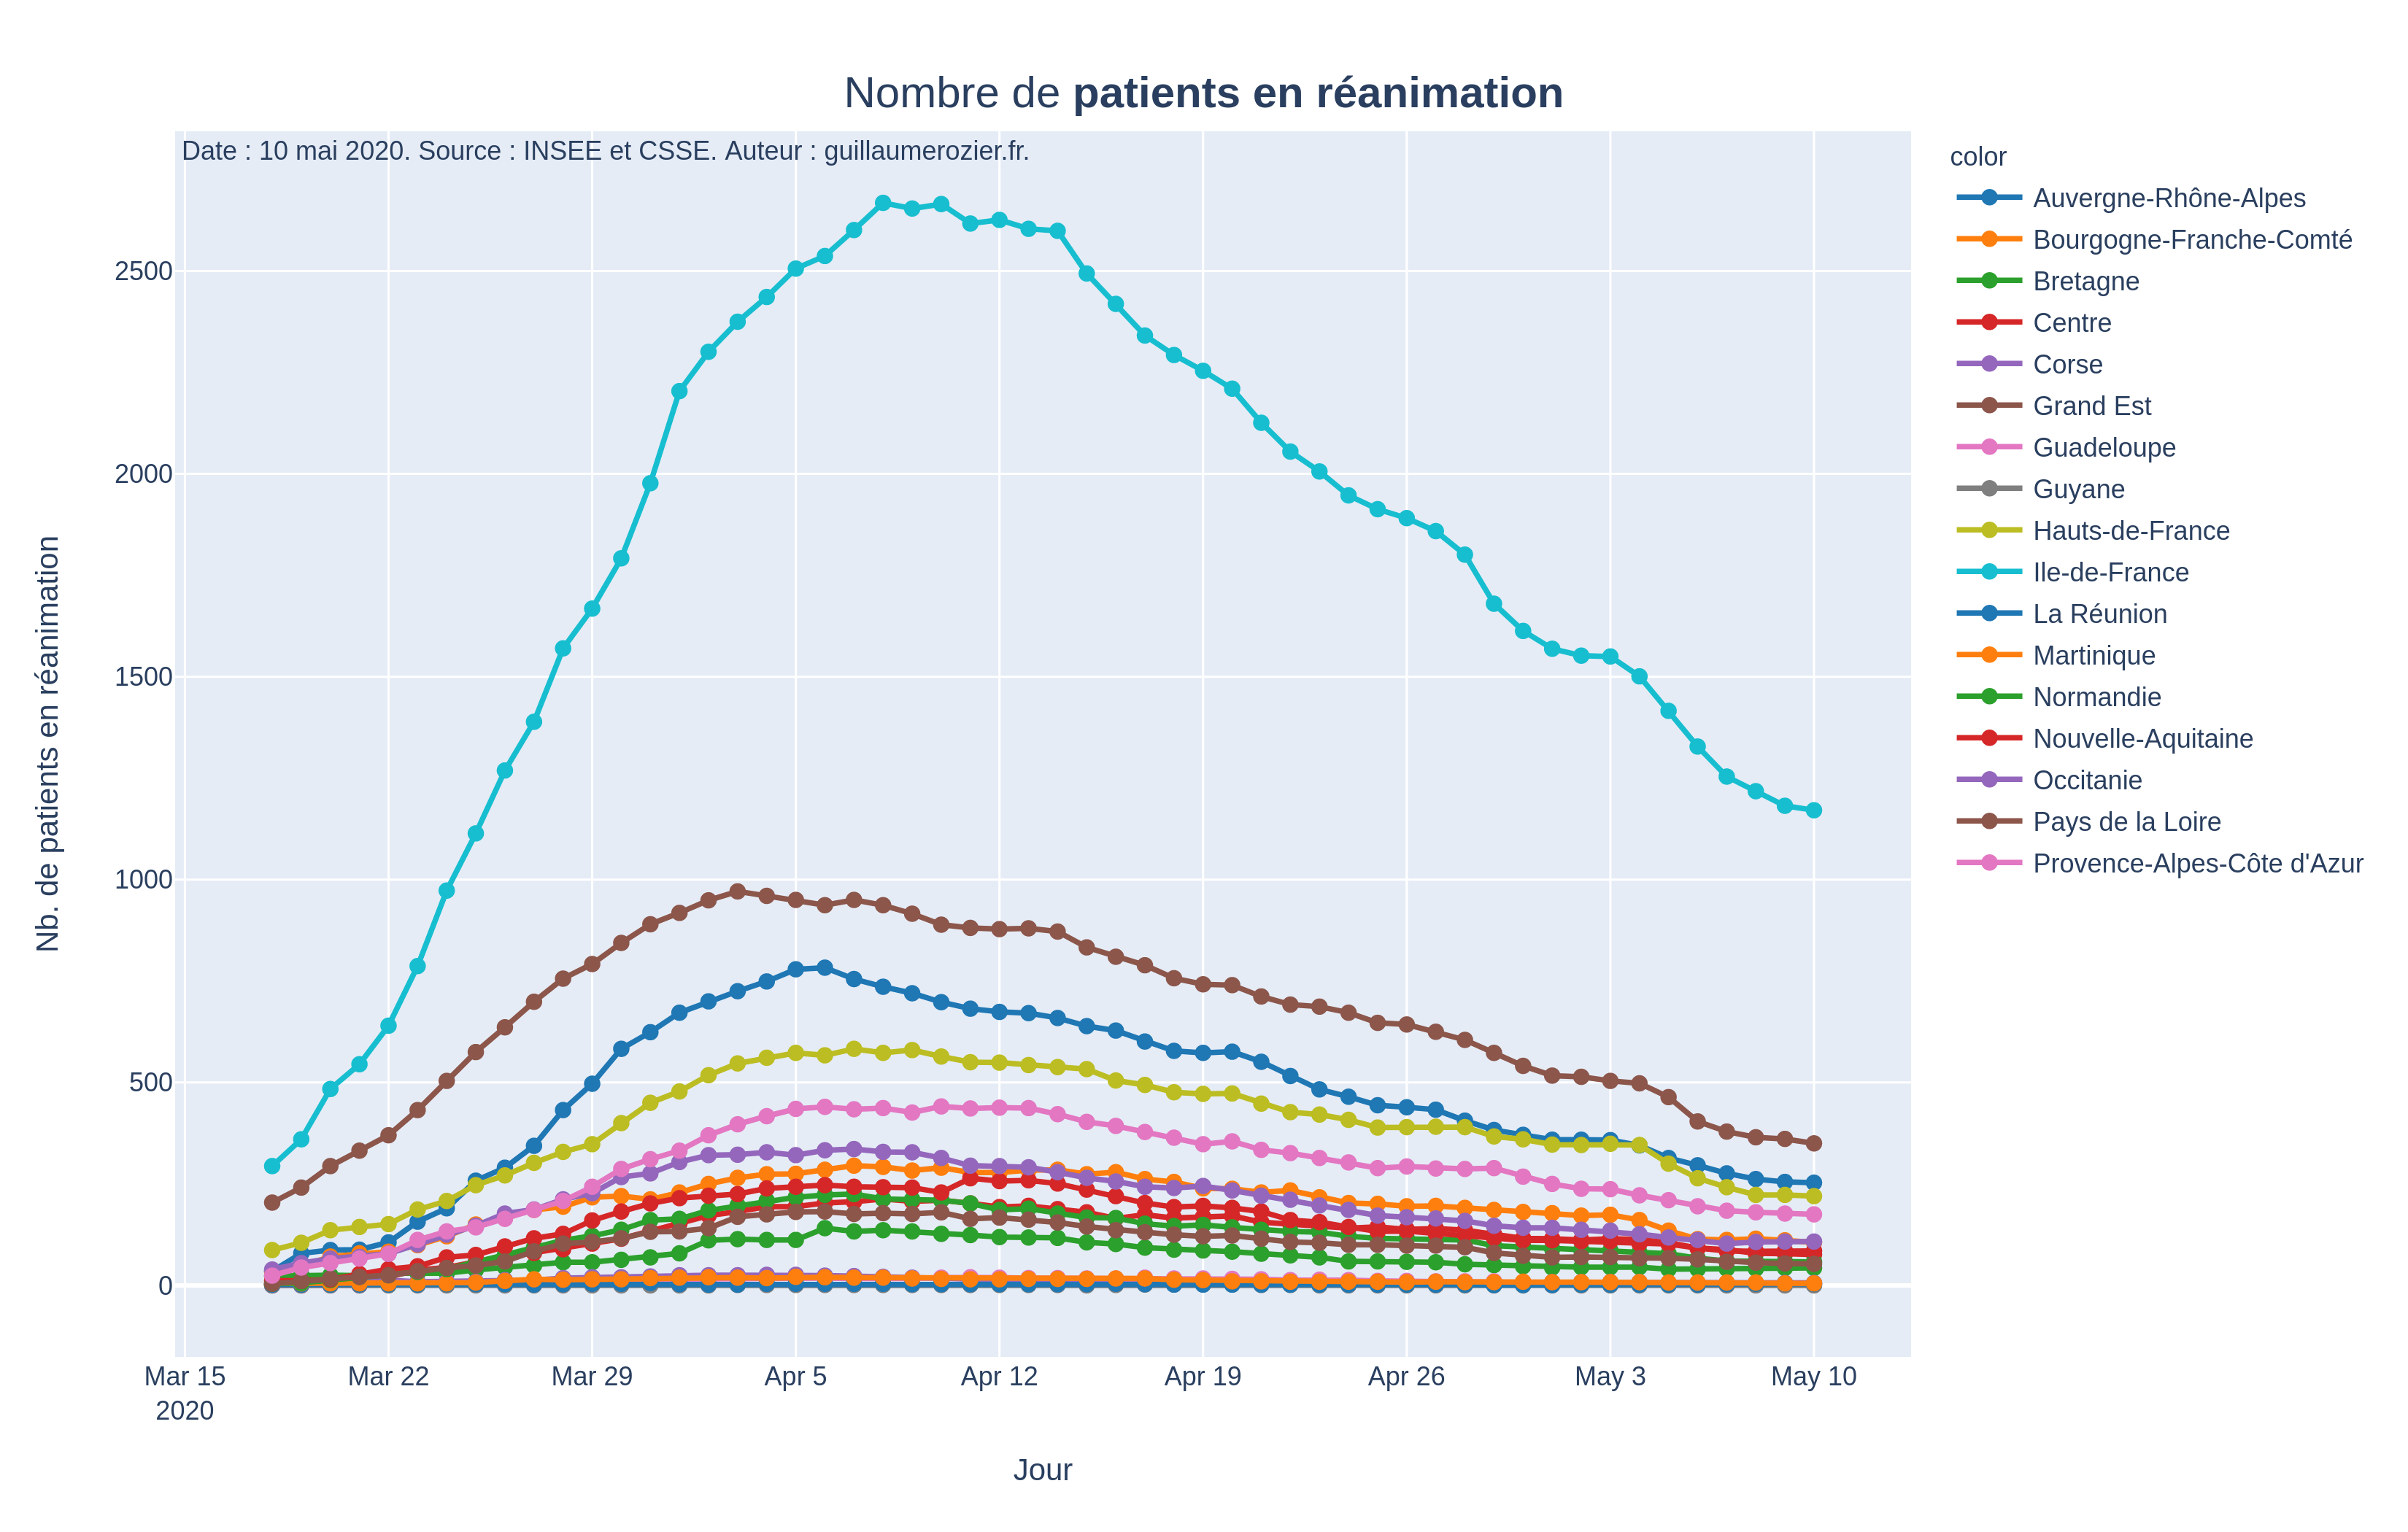 Nombre de patients en réanimation
Date : 10 mai 2020. Source : INSEE et CSSE. Auteur : guillaumerozier.fr.
color
Auvergne-Rhône-Alpes
Bourgogne-Franche-Comté
Bretagne
Centre
Corse
Grand Est
Guadeloupe
Guyane
Hauts-de-France
Ile-de-France
La Réunion
Martinique
Normandie
Nouvelle-Aquitaine
Occitanie
Pays de la Loire
Provence-Alpes-Côte d'Azur
Nb. de patients en réanimation
2500
2000
1500
1000
500
0
Mar 15 Mar 22 Mar 29 Apr 5 Apr 12 Apr 19 Apr 26 May 3 May 10
2020
Jour